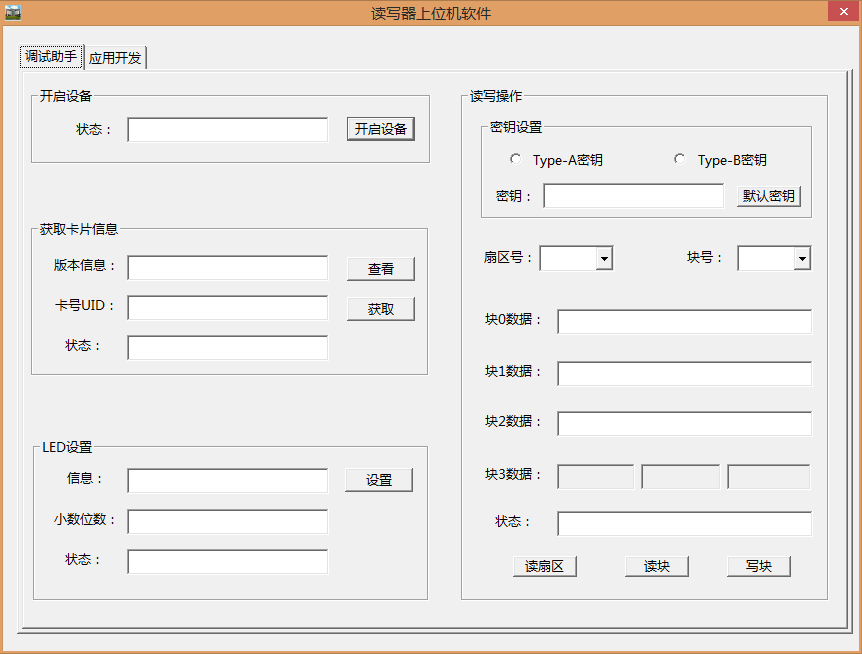 读写器上位机软件
调试助手 应用开发
开启设备
状态： 开启设备
获取卡片信息
版本信息： 查看
卡号UID： 获取
状态：
LED设置
信息： 设置
小数位数：
状态：
读写操作
密钥设置
Type-A密钥 Type-B密钥
密钥： 默认密钥
扇区号： 块号：
块0数据：
块1数据：
块2数据：
块3数据：
状态：
读扇区 读块 写块